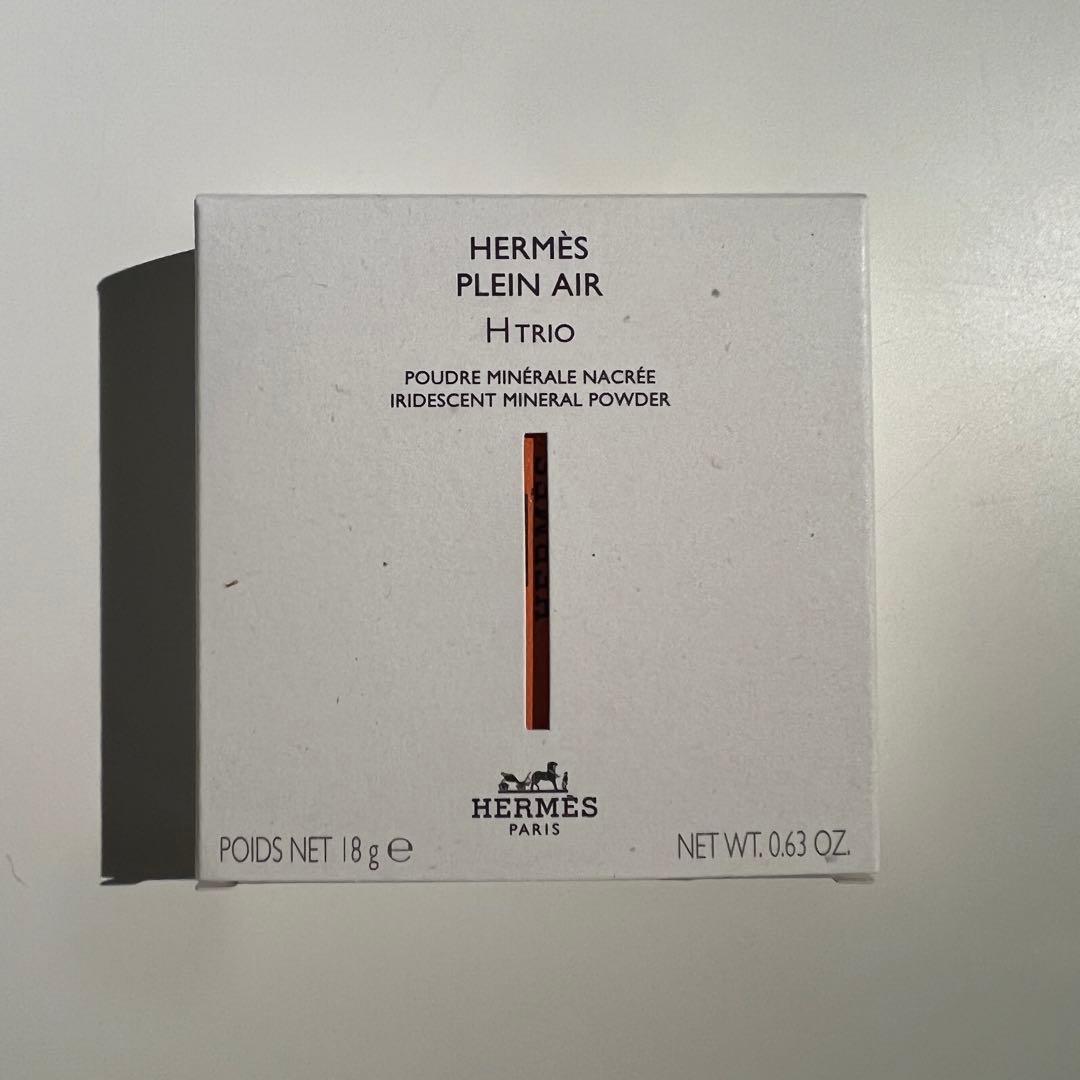 HERMÈS
PLEIN AIR
H TRIO
POUDRE MINÉRALE NACRÉE
IRIDESCENT MINERAL POWDER
HERMÈS
HERMÈS
PARIS
POIDS NET 18 g ℮
NET WT. 0.63 OZ.